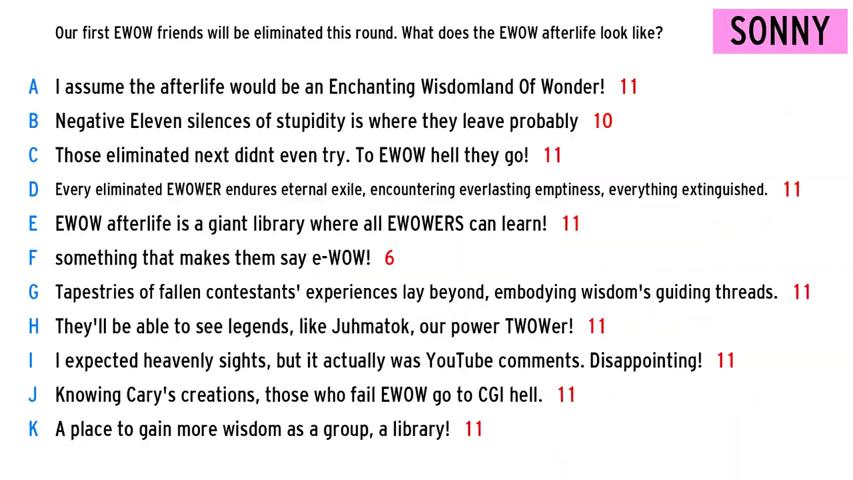 Our first EWOW friends will be eliminated this round. What does the EWOW afterlife look like?
SONNY
A I assume the afterlife would be an Enchanting Wisdomland Of Wonder! 11
B Negative Eleven silences of stupidity is where they leave probably 10
C Those eliminated next didnt even try. To EWOW hell they go! 11
D Every eliminated EWOWER endures eternal exile, encountering everlasting emptiness, everything extinguished. 11
E EWOW afterlife is a giant library where all EWOWERS can learn! 11
F something that makes them say e-WOW! 6
G Tapestries of fallen contestants' experiences lay beyond, embodying wisdom's guiding threads. 11
H They'll be able to see legends, like Juhmatok, our power TWOWer! 11
I I expected heavenly sights, but it actually was YouTube comments. Disappointing! 11
J Knowing Cary's creations, those who fail EWOW go to CGI hell. 11
K A place to gain more wisdom as a group, a library! 11